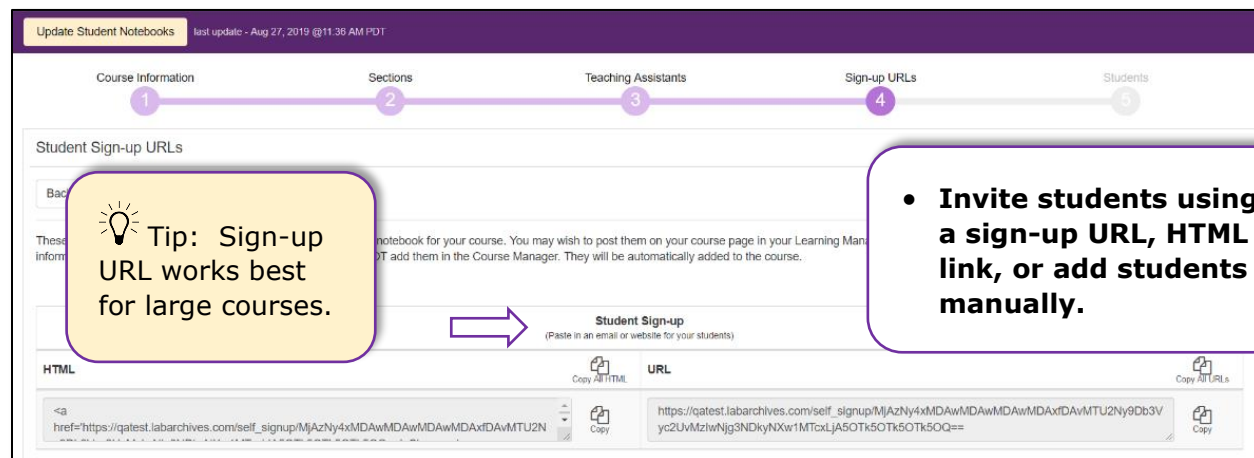 Update Student Notebooks last update - Aug 27, 2019 @11:36 AM PDT
Course Information Sections Teaching Assistants Sign-up URLs Students
1 2 3 4 5
Student Sign-up URLs
Tip: Sign-up
URL works best
for large courses.
• Invite students using
a sign-up URL, HTML
link, or add students
manually.
These notebook for your course. You may wish to post them on your course page in your Learning
add them in the Course Manager. They will be automatically added to the course.
Student Sign-up
(Paste in an email or website for your students)
HTML Copy All HTML URL Copy All URLs
<a
href='https://qatest.labarchives.com/self_signup/MjAzNy4xMDAwMDAwMDAwMDAxfDAvMTU2N
Copy
https://qatest.labarchives.com/self_signup/MjAzNy4xMDAwMDAwMDAwMDAxfDAvMTU2Ny9Db3V
yc2UvMzIwNjg3NDkyNXw1MTcxLjA5OTk5OTk5OTk5OQ==
Copy